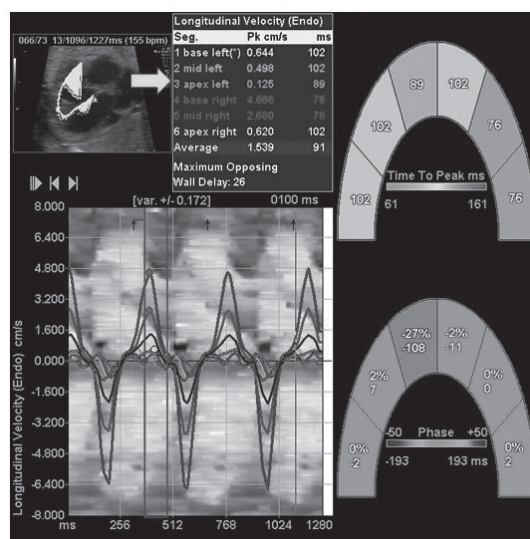 066/73 13/1096/1227ms (155 bpm)
Longitudinal Velocity (Endo)
Seg. Pk cm/s ms
1 base left(*) 0.644 102
2 mid left 0.498 102
3 apex left 0.125 89
4 base right 4.666 76
5 mid right 2.680 76
6 apex right 0.620 102
Average 1.539 91
Maximum Opposing
Wall Delay: 26
[var. +/- 0.172] 0100 ms
Longitudinal Velocity (Endo) cm/s
8.000
6.400
4.800
3.200
1.600
0.000
-1.600
-3.200
-4.800
-6.400
-8.000
ms 256 512 768 1024 1280
89 102
102 76
102 76
Time To Peak ms
61 161
-27% -2%
-108 -11
2% 0%
7 0
0% 0%
-2 2
-50 Phase +50
-193 193 ms